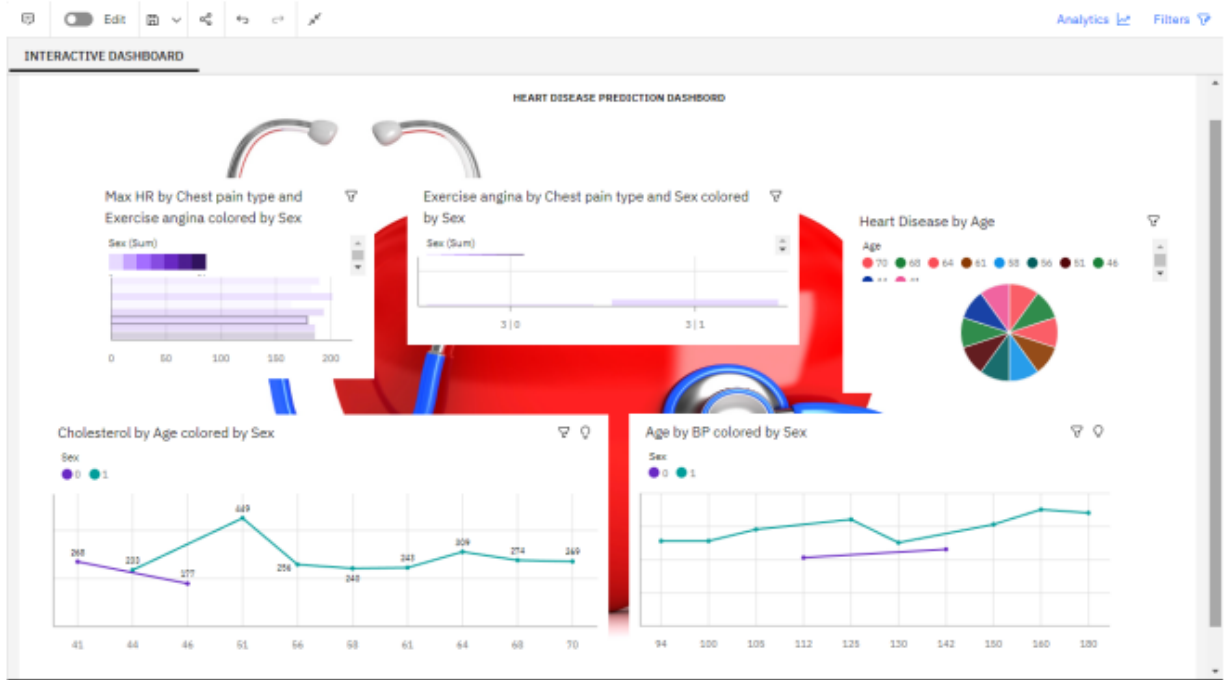 Edit
Analytics
Filters
INTERACTIVE DASHBOARD
HEART DISEASE PREDICTION DASHBORD
Max HR by Chest pain type and
Exercise angina colored by Sex
Sex (Sum)
0 50 100 150 200
Exercise angina by Chest pain type and Sex colored
by Sex
Sex (Sum)
3|0 3|1
Heart Disease by Age
Age
70 68 64 61 58 56 51 46
Cholesterol by Age colored by Sex
Sex
0 1
449
268 233 177 256 240 243 309 274 269
41 44 46 51 56 58 61 64 68 70
Age by BP colored by Sex
Sex
0 1
94 100 105 112 125 130 142 150 160 180